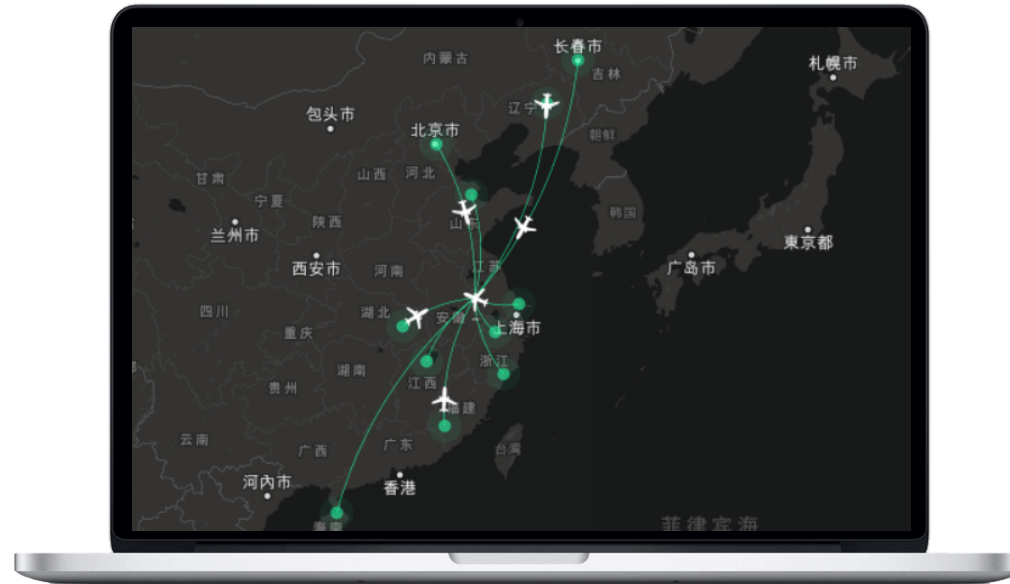 长春市
内蒙古
札幌市
吉林
辽宁
包头市
北京市
朝鲜
山西
河北
甘肃
宁夏
韩国
陕西
山东
兰州市
東京都
江苏
西安市
河南
广岛市
四川
湖北
安徽
上海市
重庆
浙江
湖南
江西
贵州
福建
云南
广东
广西
台湾
河內市
香港
菲律宾海
海南